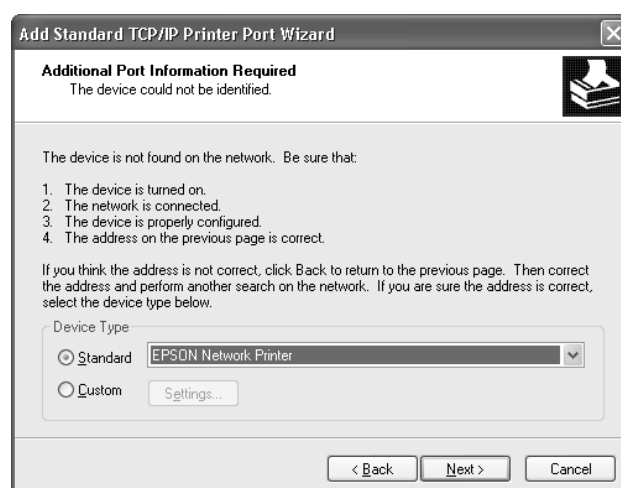 Add Standard TCP/IP Printer Port Wizard
Additional Port Information Required
The device could not be identified.
The device is not found on the network.  Be sure that:
1.  The device is turned on.
2.  The network is connected.
3.  The device is properly configured.
4.  The address on the previous page is correct.
If you think the address is not correct, click Back to return to the previous page.  Then correct
the address and perform another search on the network.  If you are sure the address is correct,
select the device type below.
Device Type
Standard
EPSON Network Printer
Custom
Settings...
< Back
Next >
Cancel